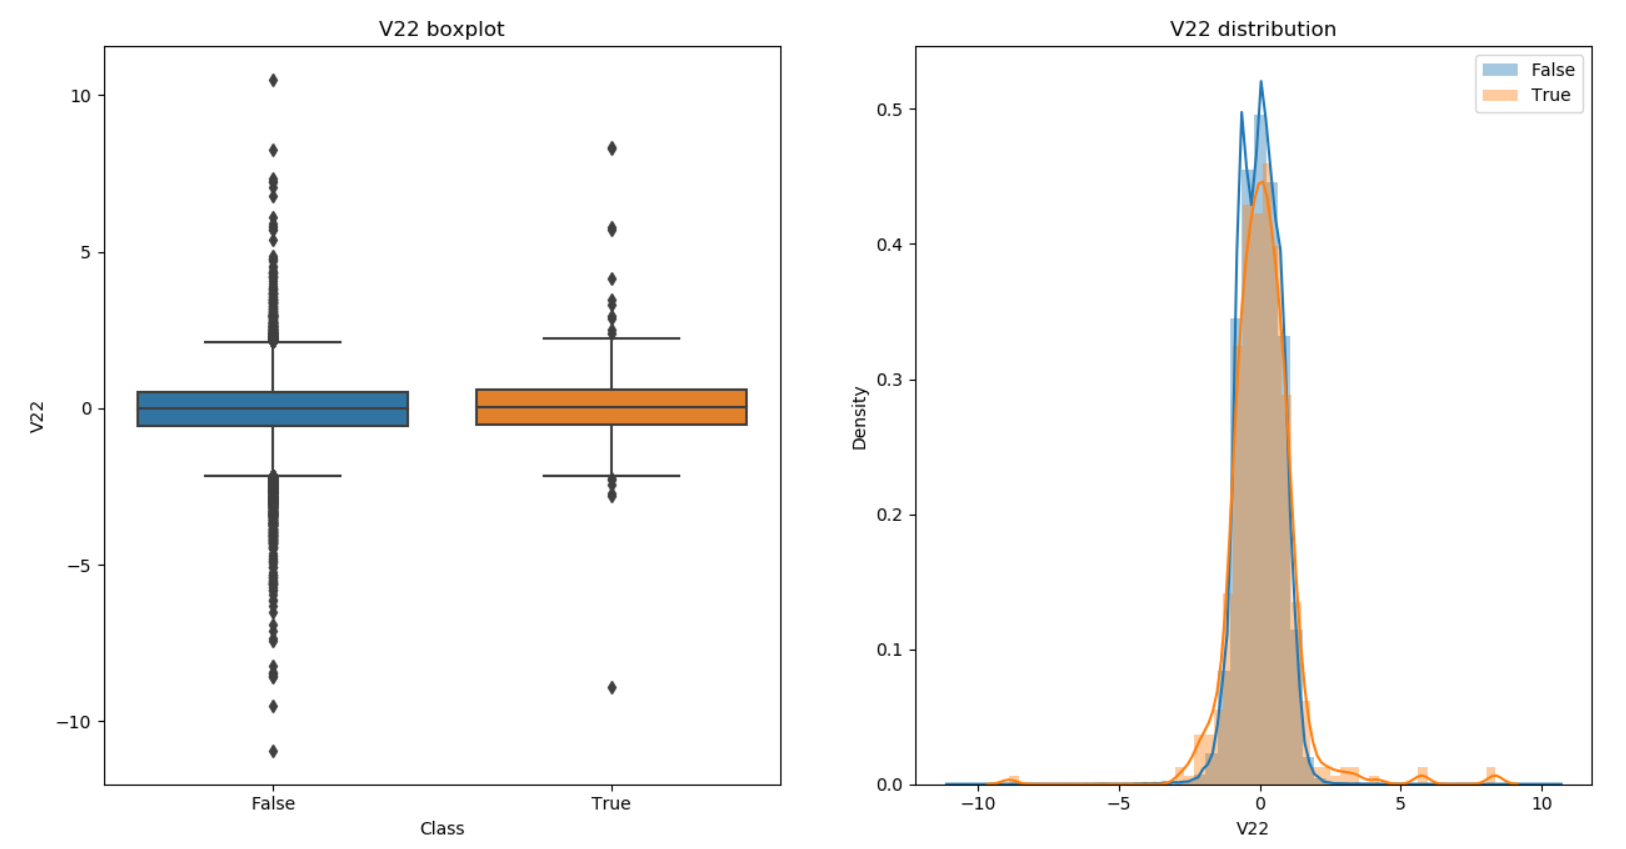 V22 boxplot
10
5
0
−5
−10
V22
False
True
Class
V22 distribution
False
True
0.5
0.4
0.3
0.2
0.1
0.0
Density
−10
−5
0
5
10
V22